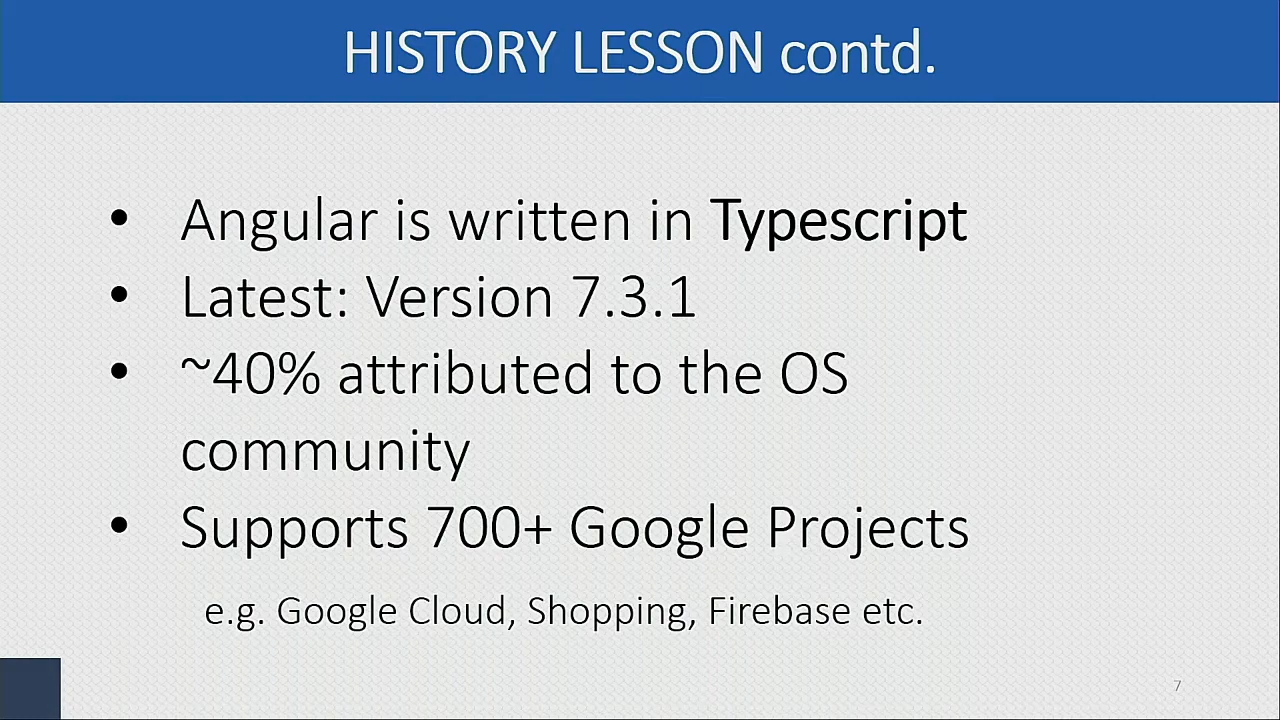 HISTORY LESSON contd.
• Angular is written in Typescript
• Latest: Version 7.3.1
• ~40% attributed to the OS
community
• Supports 700+ Google Projects
e.g. Google Cloud, Shopping, Firebase etc.
7